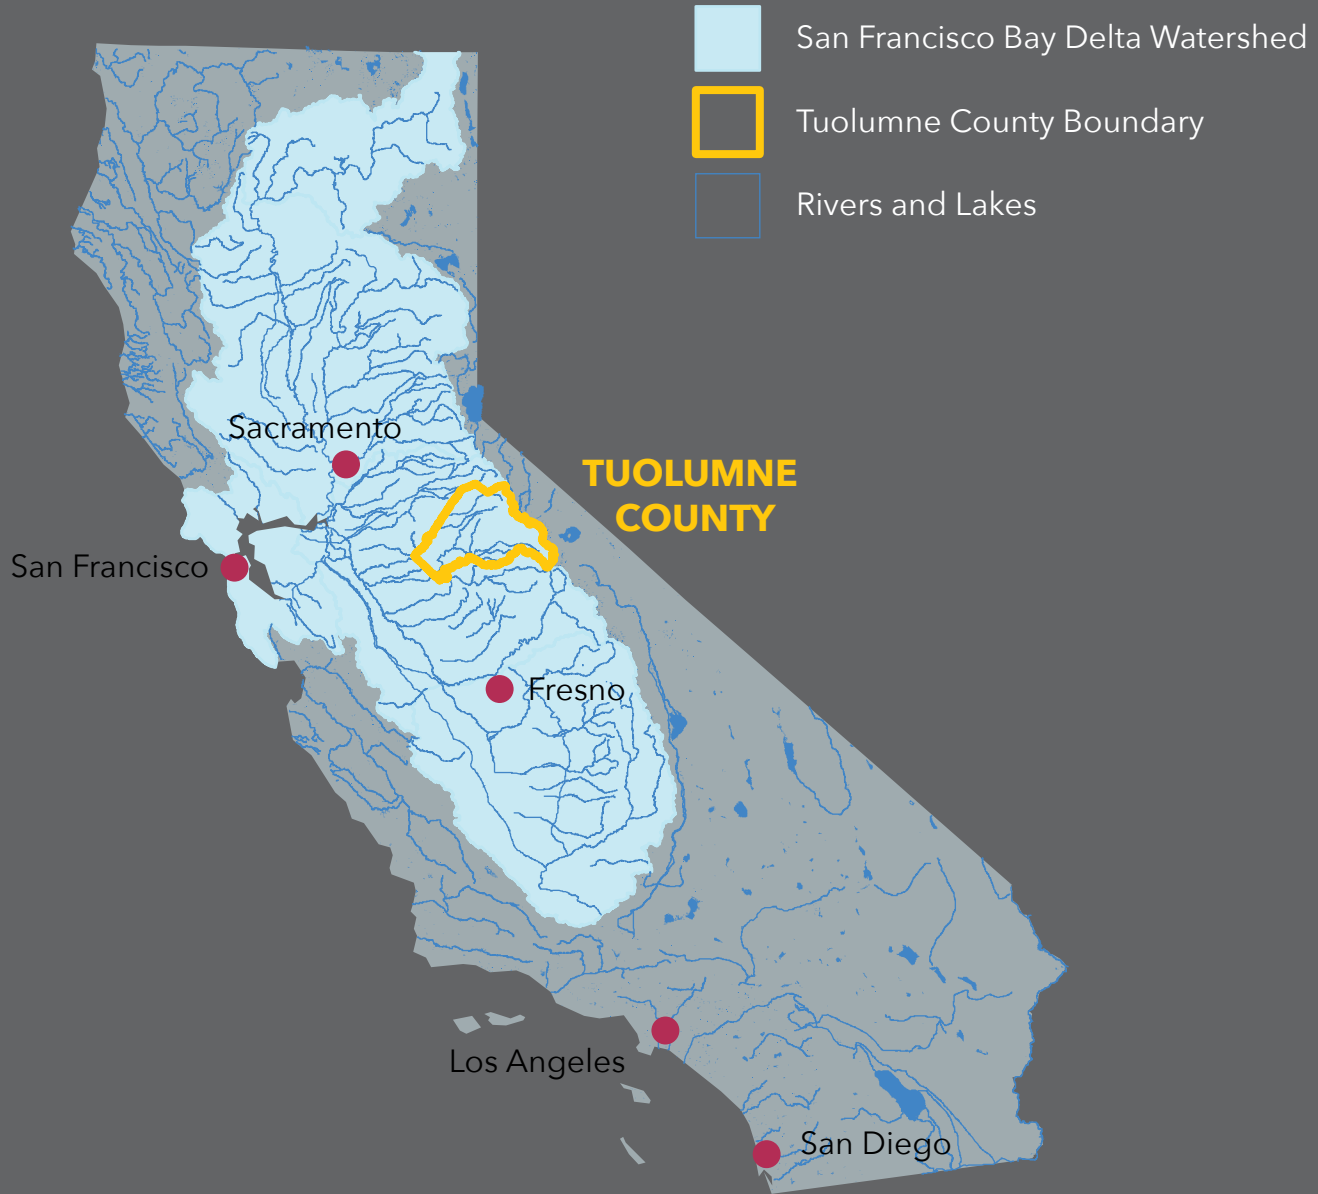 San Francisco Bay Delta Watershed
Tuolumne County Boundary
Rivers and Lakes
Sacramento
TUOLUMNE
COUNTY
San Francisco
Fresno
Los Angeles
San Diego